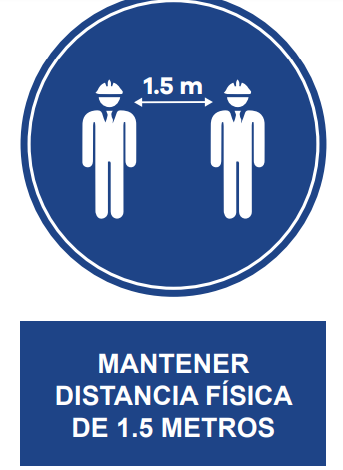 1.5 m
MANTENER
DISTANCIA FÍSICA
DE 1.5 METROS